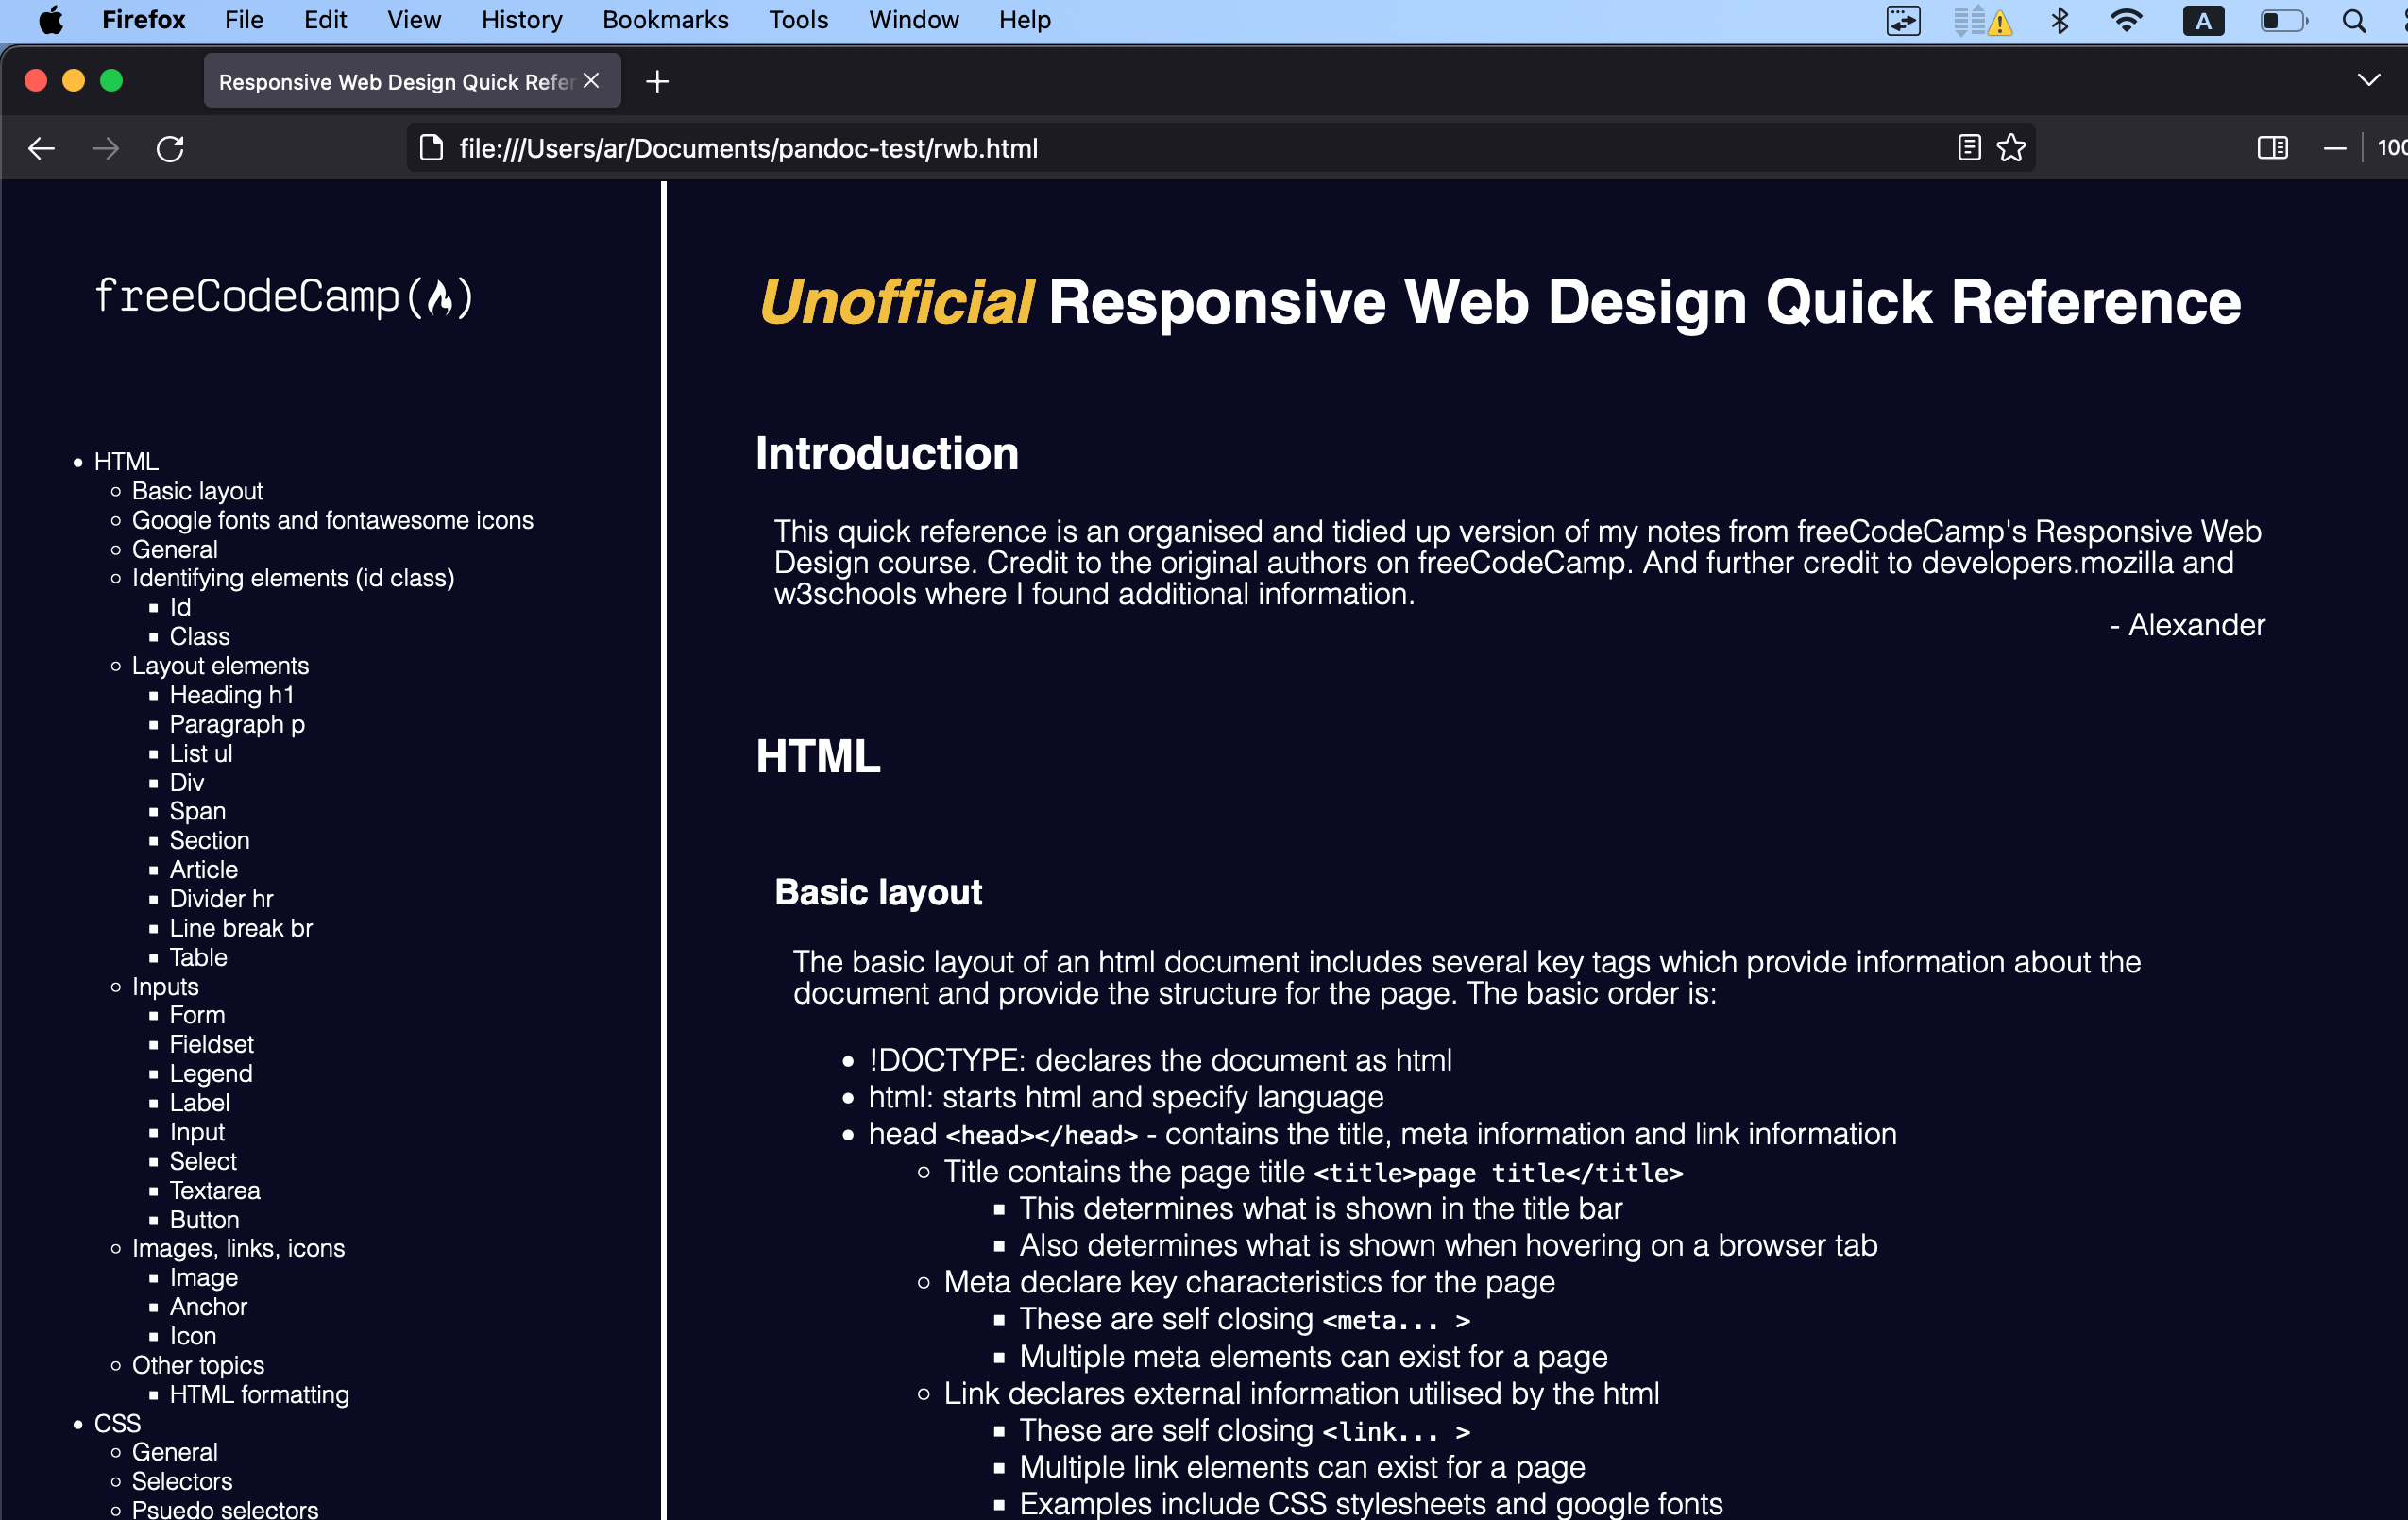 Firefox File Edit View History Bookmarks Tools Window Help
A
Responsive Web Design Quick Refer
file:///Users/ar/Documents/pandoc-test/rwb.html
100
freeCodeCamp
HTML
Basic layout
Google fonts and fontawesome icons
General
Identifying elements (id class)
Id
Class
Layout elements
Heading h1
Paragraph p
List ul
Div
Span
Section
Article
Divider hr
Line break br
Table
Inputs
Form
Fieldset
Legend
Label
Input
Select
Textarea
Button
Images, links, icons
Image
Anchor
Icon
Other topics
HTML formatting
CSS
General
Selectors
Psuedo selectors
Unofficial Responsive Web Design Quick Reference
Introduction
This quick reference is an organised and tidied up version of my notes from freeCodeCamp's Responsive Web
Design course. Credit to the original authors on freeCodeCamp. And further credit to developers.mozilla and
w3schools where I found additional information.
- Alexander
HTML
Basic layout
The basic layout of an html document includes several key tags which provide information about the
document and provide the structure for the page. The basic order is:
!DOCTYPE: declares the document as html
html: starts html and specify language
head <head></head> - contains the title, meta information and link information
Title contains the page title <title>page title</title>
This determines what is shown in the title bar
Also determines what is shown when hovering on a browser tab
Meta declare key characteristics for the page
These are self closing <meta... >
Multiple meta elements can exist for a page
Link declares external information utilised by the html
These are self closing <link... >
Multiple link elements can exist for a page
Examples include CSS stylesheets and google fonts